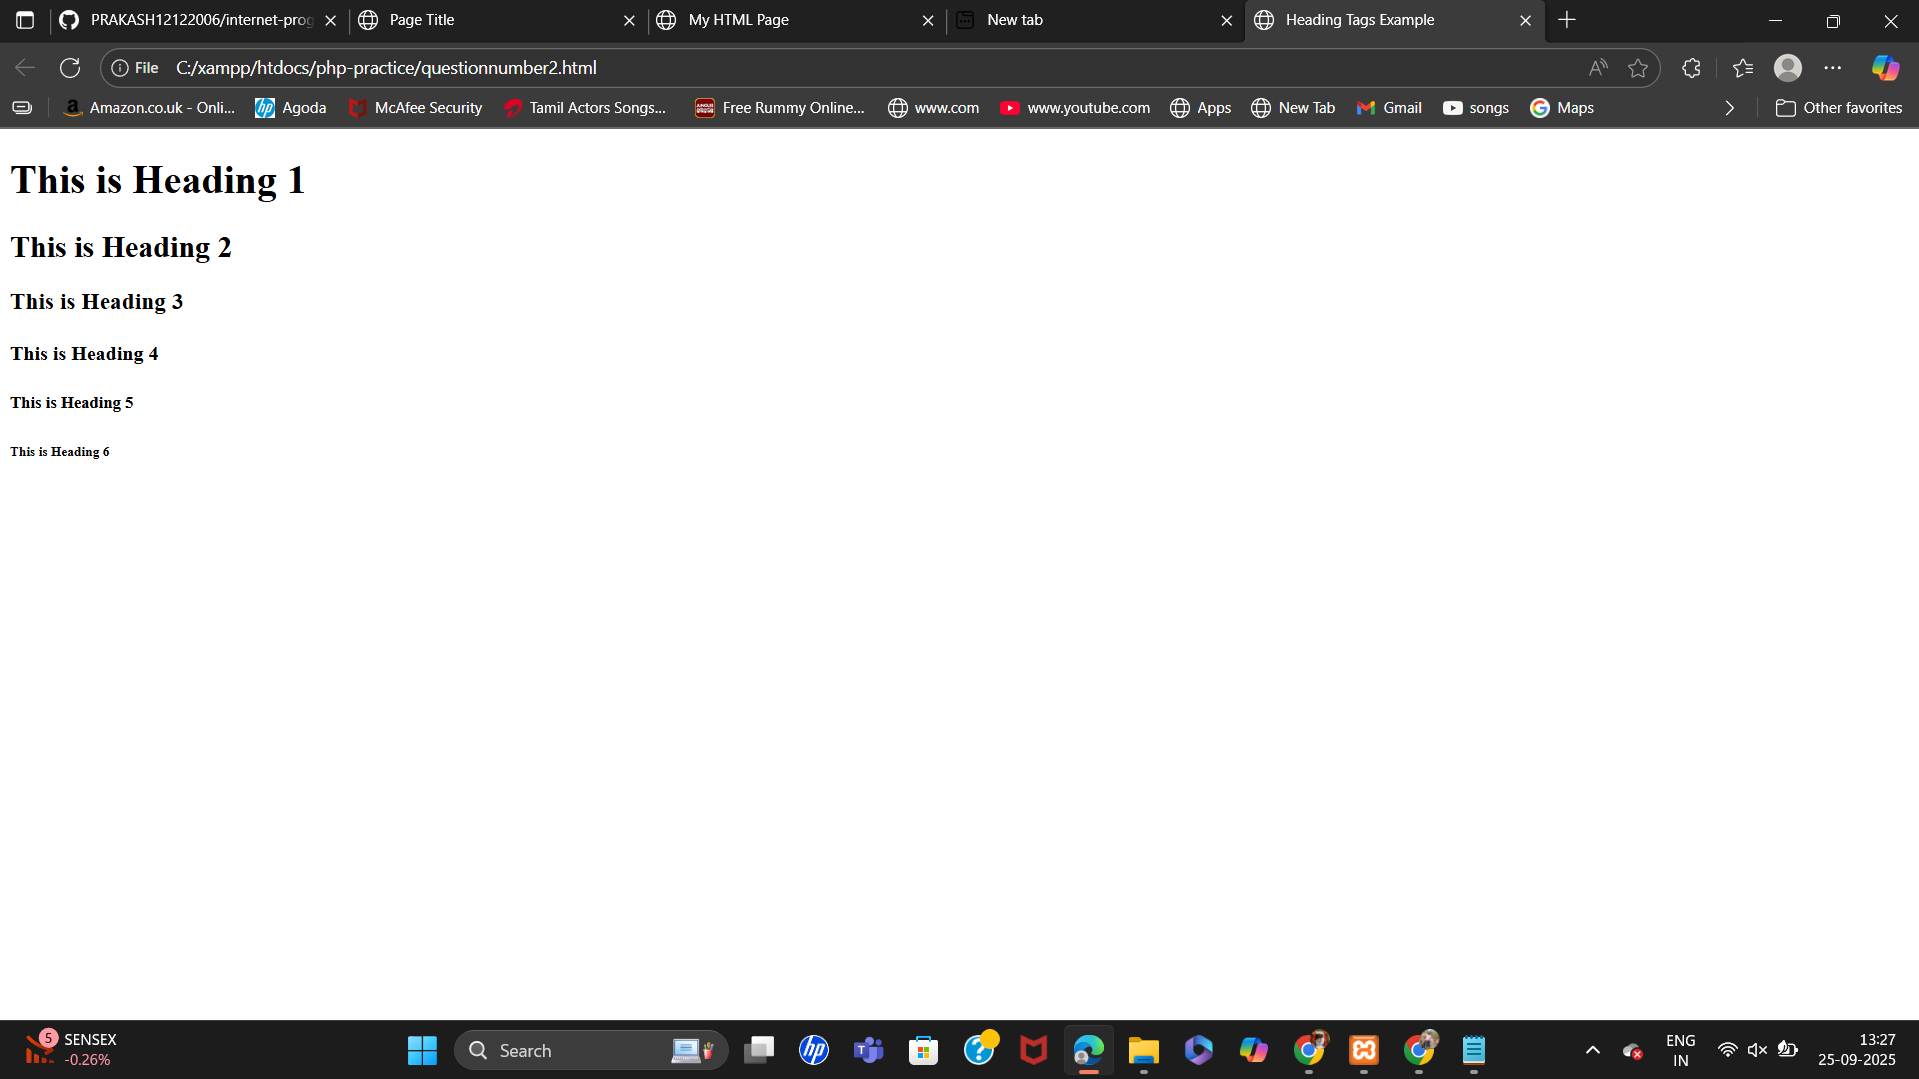 PRAKASH12122006/internet-prog
Page Title
My HTML Page
New tab
Heading Tags Example
File C:/xampp/htdocs/php-practice/questionnumber2.html
Amazon.co.uk - Onli...
Agoda
McAfee Security
Tamil Actors Songs...
Free Rummy Online...
www.com
www.youtube.com
Apps
New Tab
Gmail
songs
Maps
Other favorites
This is Heading 1
This is Heading 2
This is Heading 3
This is Heading 4
This is Heading 5
This is Heading 6
5
SENSEX
-0.26%
Search
ENG
IN
13:27
25-09-2025